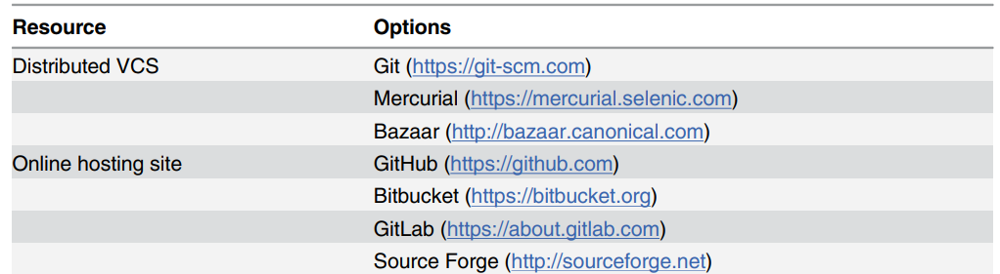 Resource Options
Distributed VCS Git (https://git-scm.com)
Mercurial (https://mercurial.selenic.com)
Bazaar (http://bazaar.canonical.com)
Online hosting site GitHub (https://github.com)
Bitbucket (https://bitbucket.org)
GitLab (https://about.gitlab.com)
Source Forge (http://sourceforge.net)